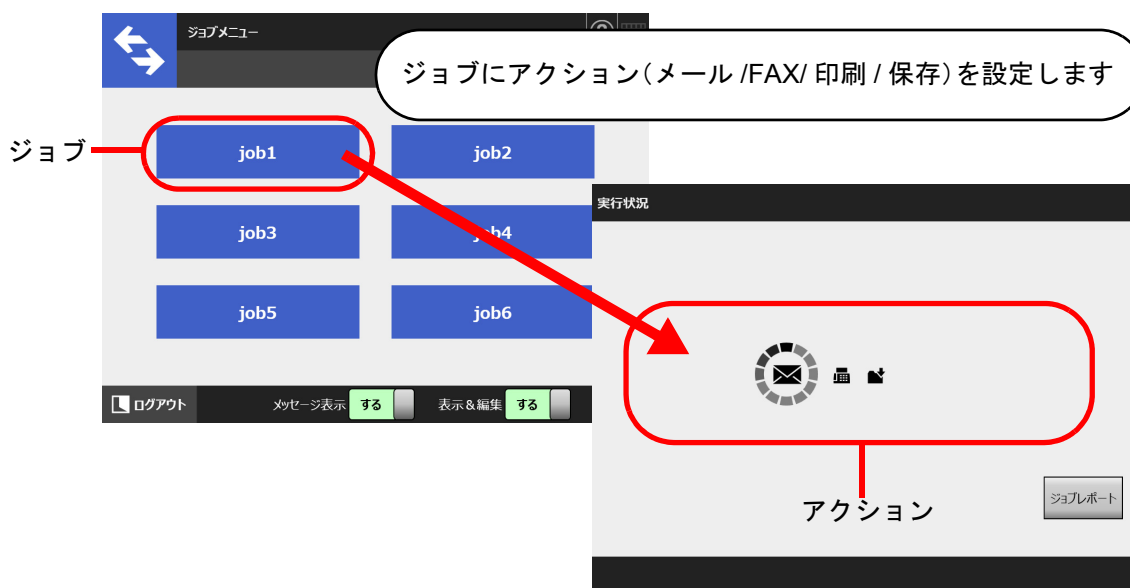 ジョブメニュー
ジョブにアクション(メール /FAX/ 印刷 / 保存)を設定します
ジョブ
job1
job2
実行状況
job3
job4
job5
job6
ログアウト
メッセージ表示 する
表示&編集 する
アクション
ジョブレポート